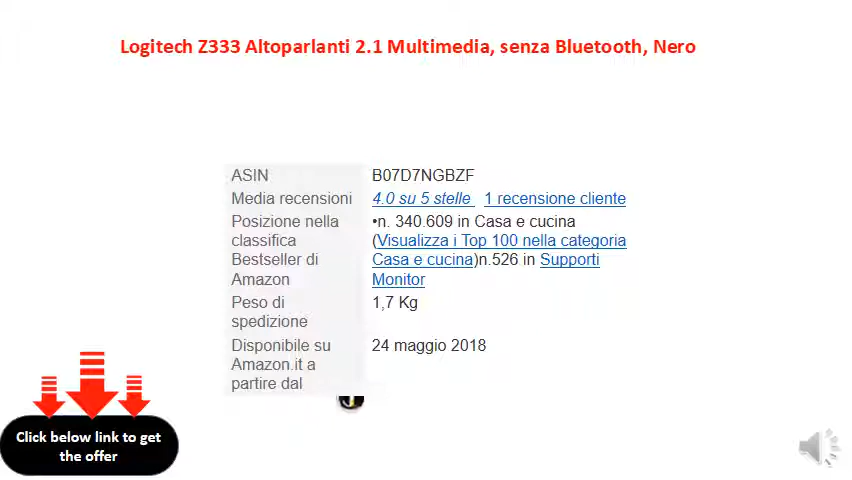 Logitech Z333 Altoparlanti 2.1 Multimedia, senza Bluetooth, Nero
ASIN B07D7NGBZF
Media recensioni 4.0 su 5 stelle 1 recensione cliente
Posizione nella •n. 340.609 in Casa e cucina
classifica (Visualizza i Top 100 nella categoria
Bestseller di Casa e cucina)n.526 in Supporti
Amazon Monitor
Peso di 1,7 Kg
spedizione
Disponibile su 24 maggio 2018
Amazon.it a
partire dal
Click below link to get
the offer